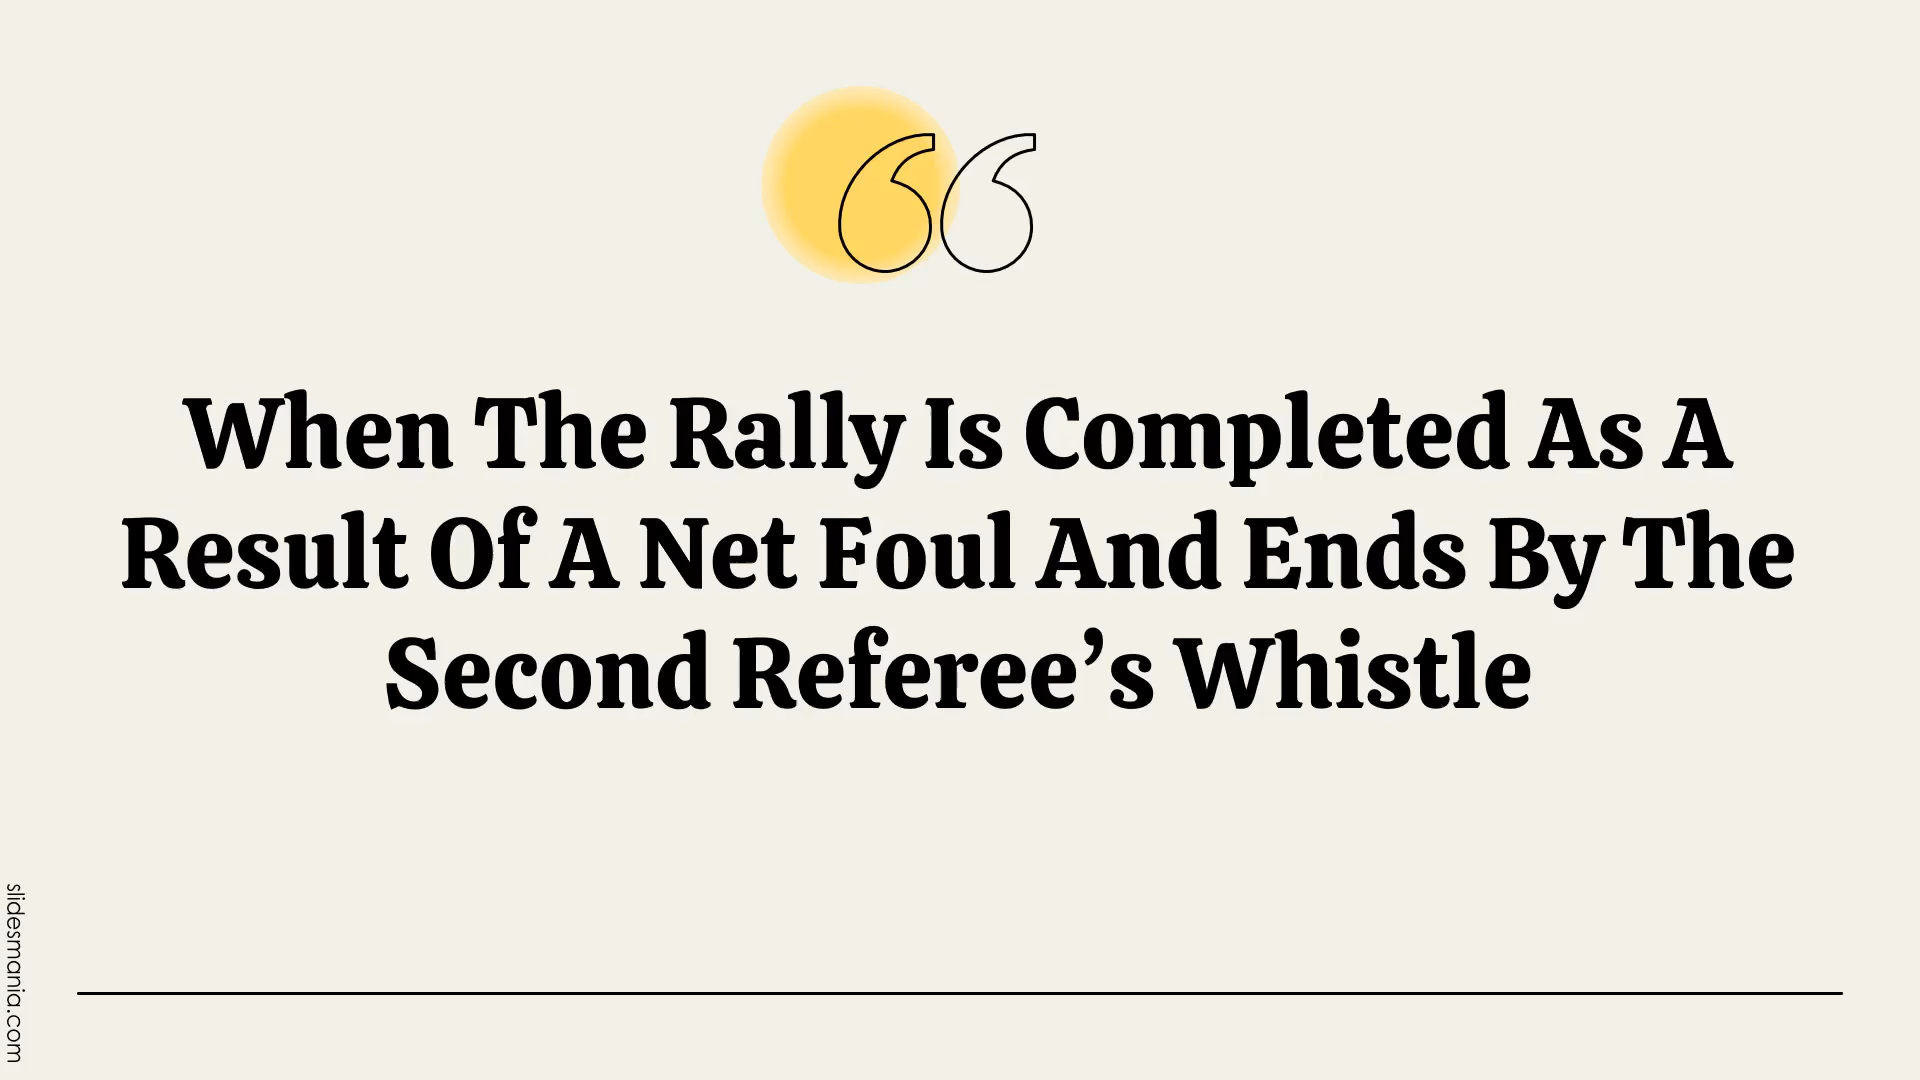 When The Rally Is Completed As A
Result Of A Net Foul And Ends By The
Second Referee’s Whistle
slidesmania.com